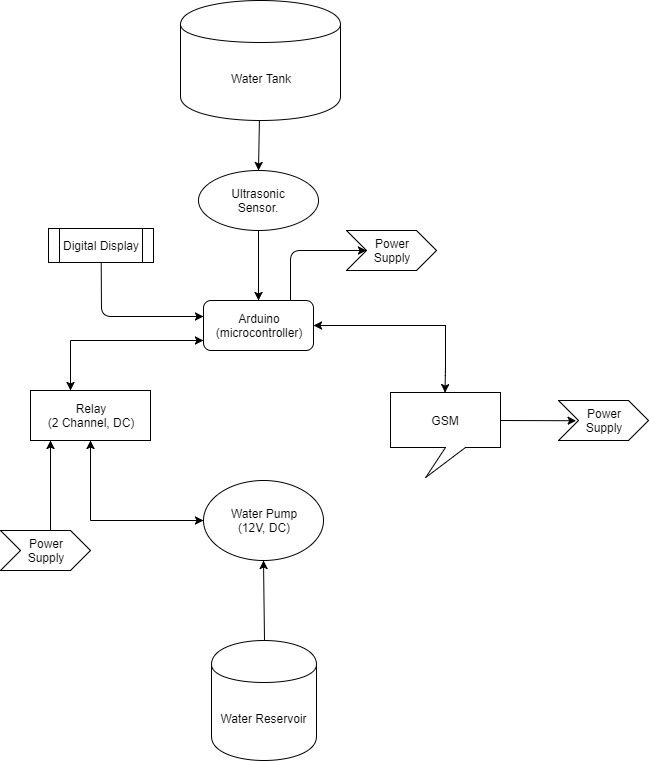 Water Tank
Ultrasonic
Sensor.
Digital Display
Power
Supply
Arduino
(microcontroller)
Relay
(2 Channel, DC)
GSM
Power
Supply
Water Pump
(12V, DC)
Power
Supply
Water Reservoir